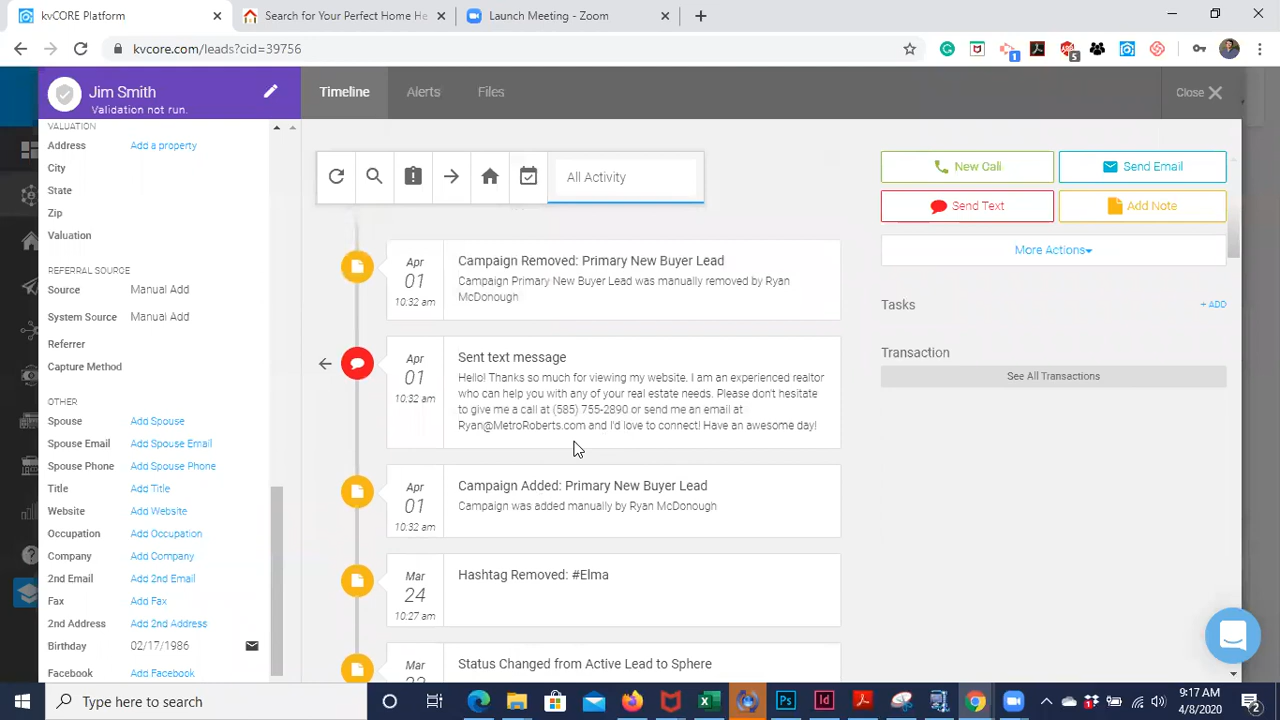 kvCORE Platform
Search for Your Perfect Home He
Launch Meeting - Zoom
kvcore.com/leads?cid=39756
1
5
Jim Smith
Validation not run.
Timeline
Alerts
Files
Close
VALUATION
Address Add a property
City
State
Zip
Valuation
REFERRAL SOURCE
Source Manual Add
System Source Manual Add
Referrer
Capture Method
OTHER
Spouse Add Spouse
Spouse Email Add Spouse Email
Spouse Phone Add Spouse Phone
Title Add Title
Website Add Website
Occupation Add Occupation
Company Add Company
2nd Email Add 2nd Email
Fax Add Fax
2nd Address Add 2nd Address
Birthday 02/17/1986
Facebook Add Facebook
All Activity
Apr
01
10:32 am
Campaign Removed: Primary New Buyer Lead
Campaign Primary New Buyer Lead was manually removed by Ryan
McDonough
Apr
01
10:32 am
Sent text message
Hello! Thanks so much for viewing my website. I am an experienced realtor
who can help you with any of your real estate needs. Please don't hesitate
to give me a call at (585) 755-2890 or send me an email at
Ryan@MetroRoberts.com and I'd love to connect! Have an awesome day!
Apr
01
10:32 am
Campaign Added: Primary New Buyer Lead
Campaign was added manually by Ryan McDonough
Mar
24
10:27 am
Hashtag Removed: #Elma
Mar
Status Changed from Active Lead to Sphere
New Call
Send Email
Send Text
Add Note
More Actions
Tasks
+ ADD
Transaction
See All Transactions
Type here to search
9:17 AM
4/8/2020
2